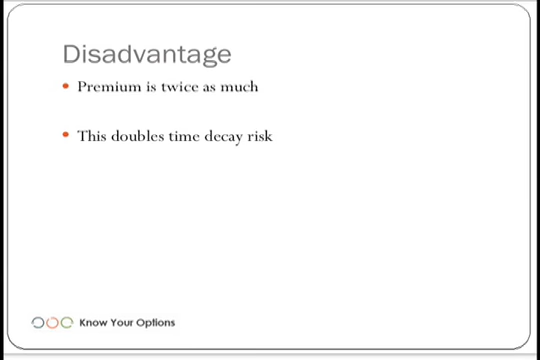 Disadvantage
Premium is twice as much
This doubles time decay risk
Know Your Options